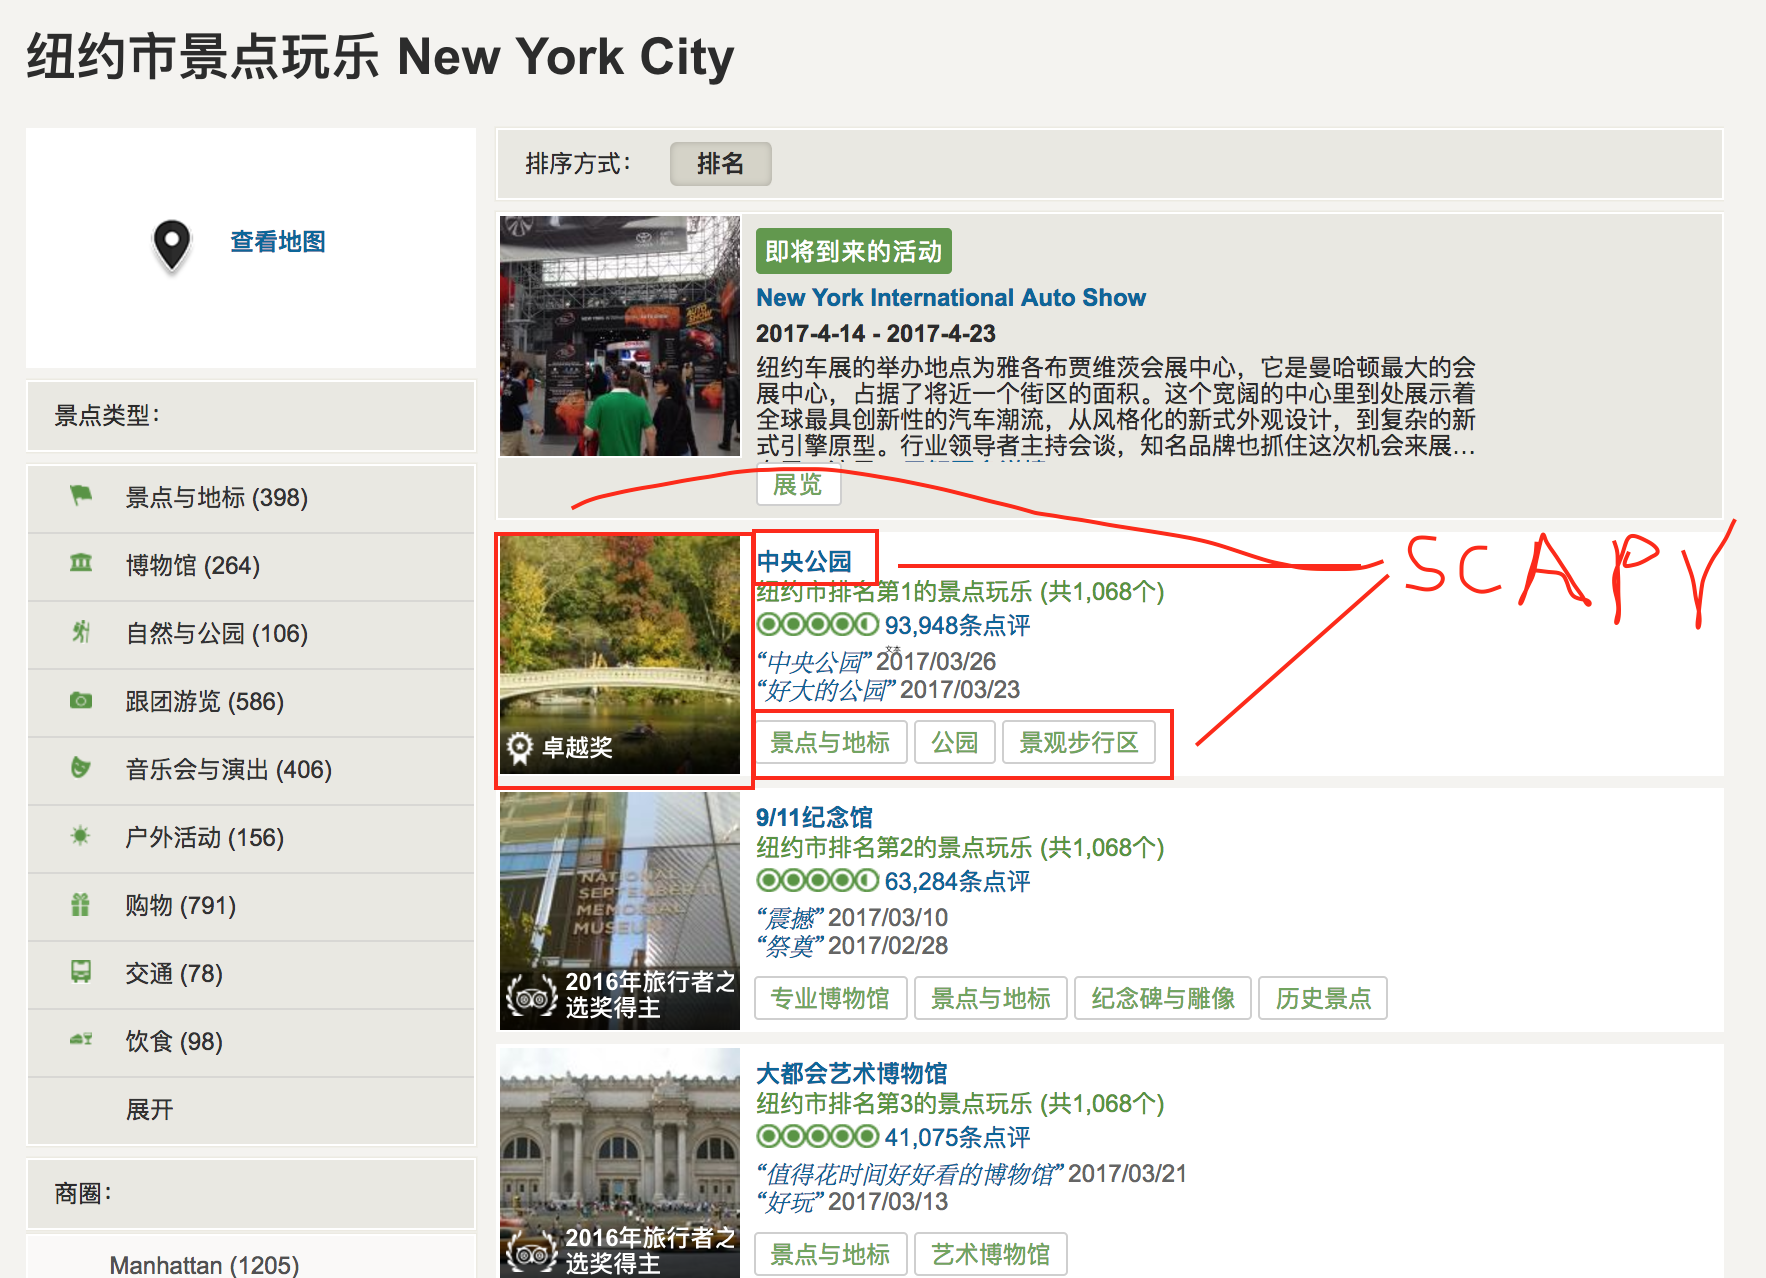 纽约市景点玩乐 New York City
查看地图
景点类型：
景点与地标 (398)
博物馆 (264)
自然与公园 (106)
跟团游览 (586)
音乐会与演出 (406)
户外活动 (156)
购物 (791)
交通 (78)
饮食 (98)
展开
商圈：
Manhattan (1205)
排序方式： 排名
即将到来的活动
New York International Auto Show
2017-4-14 - 2017-4-23
纽约车展的举办地点为雅各布贾维茨会展中心，它是曼哈顿最大的会
展中心，占据了将近一个街区的面积。这个宽阔的中心里到处展示着
全球最具创新性的汽车潮流，从风格化的新式外观设计，到复杂的新
式引擎原型。行业领导者主持会谈，知名品牌也抓住这次机会来展...
展览
SCAPY
中央公园
纽约市排名第1的景点玩乐 (共1,068个)
93,948条点评
“中央公园” 2017/03/26
“好大的公园” 2017/03/23
卓越奖
景点与地标 公园 景观步行区
9/11纪念馆
纽约市排名第2的景点玩乐 (共1,068个)
63,284条点评
“震撼” 2017/03/10
“祭奠” 2017/02/28
NATIONAL
SEPTEMBER 11
MEMORIAL
MUSEUM
2016年旅行者之
选奖得主
专业博物馆 景点与地标 纪念碑与雕像 历史景点
大都会艺术博物馆
纽约市排名第3的景点玩乐 (共1,068个)
41,075条点评
“值得花时间好好看的博物馆” 2017/03/21
“好玩” 2017/03/13
2016年旅行者之
选奖得主
景点与地标 艺术博物馆